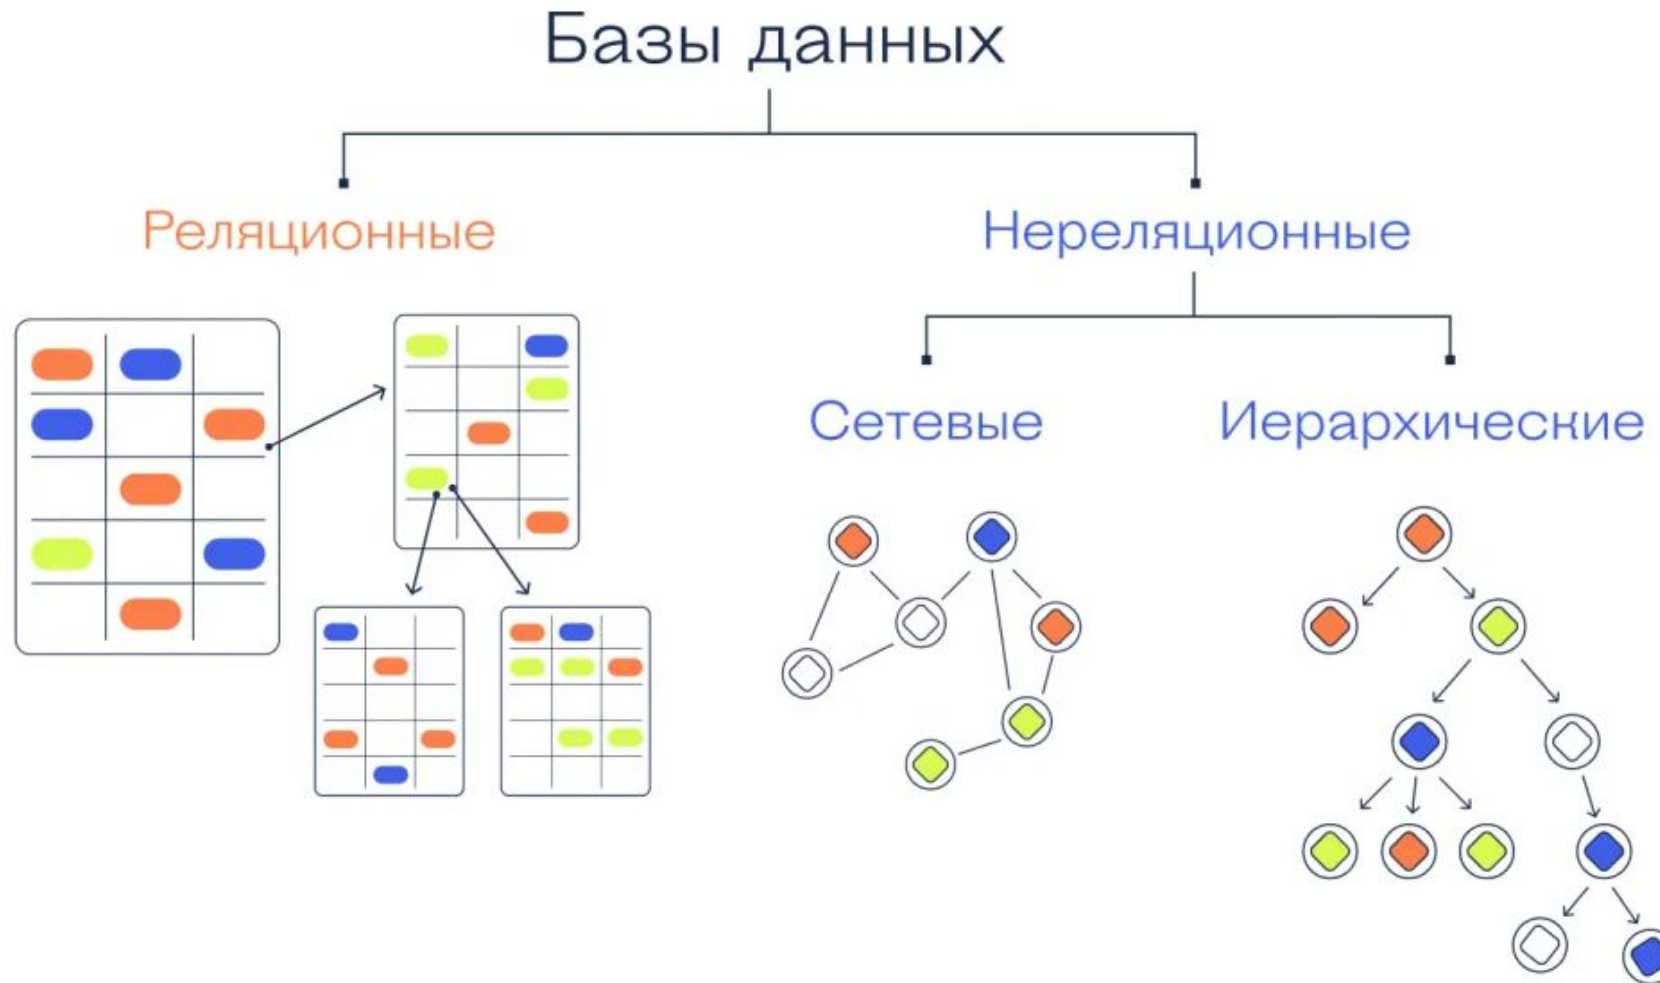 Базы данных
Реляционные
Нереляционные
Сетевые
Иерархические